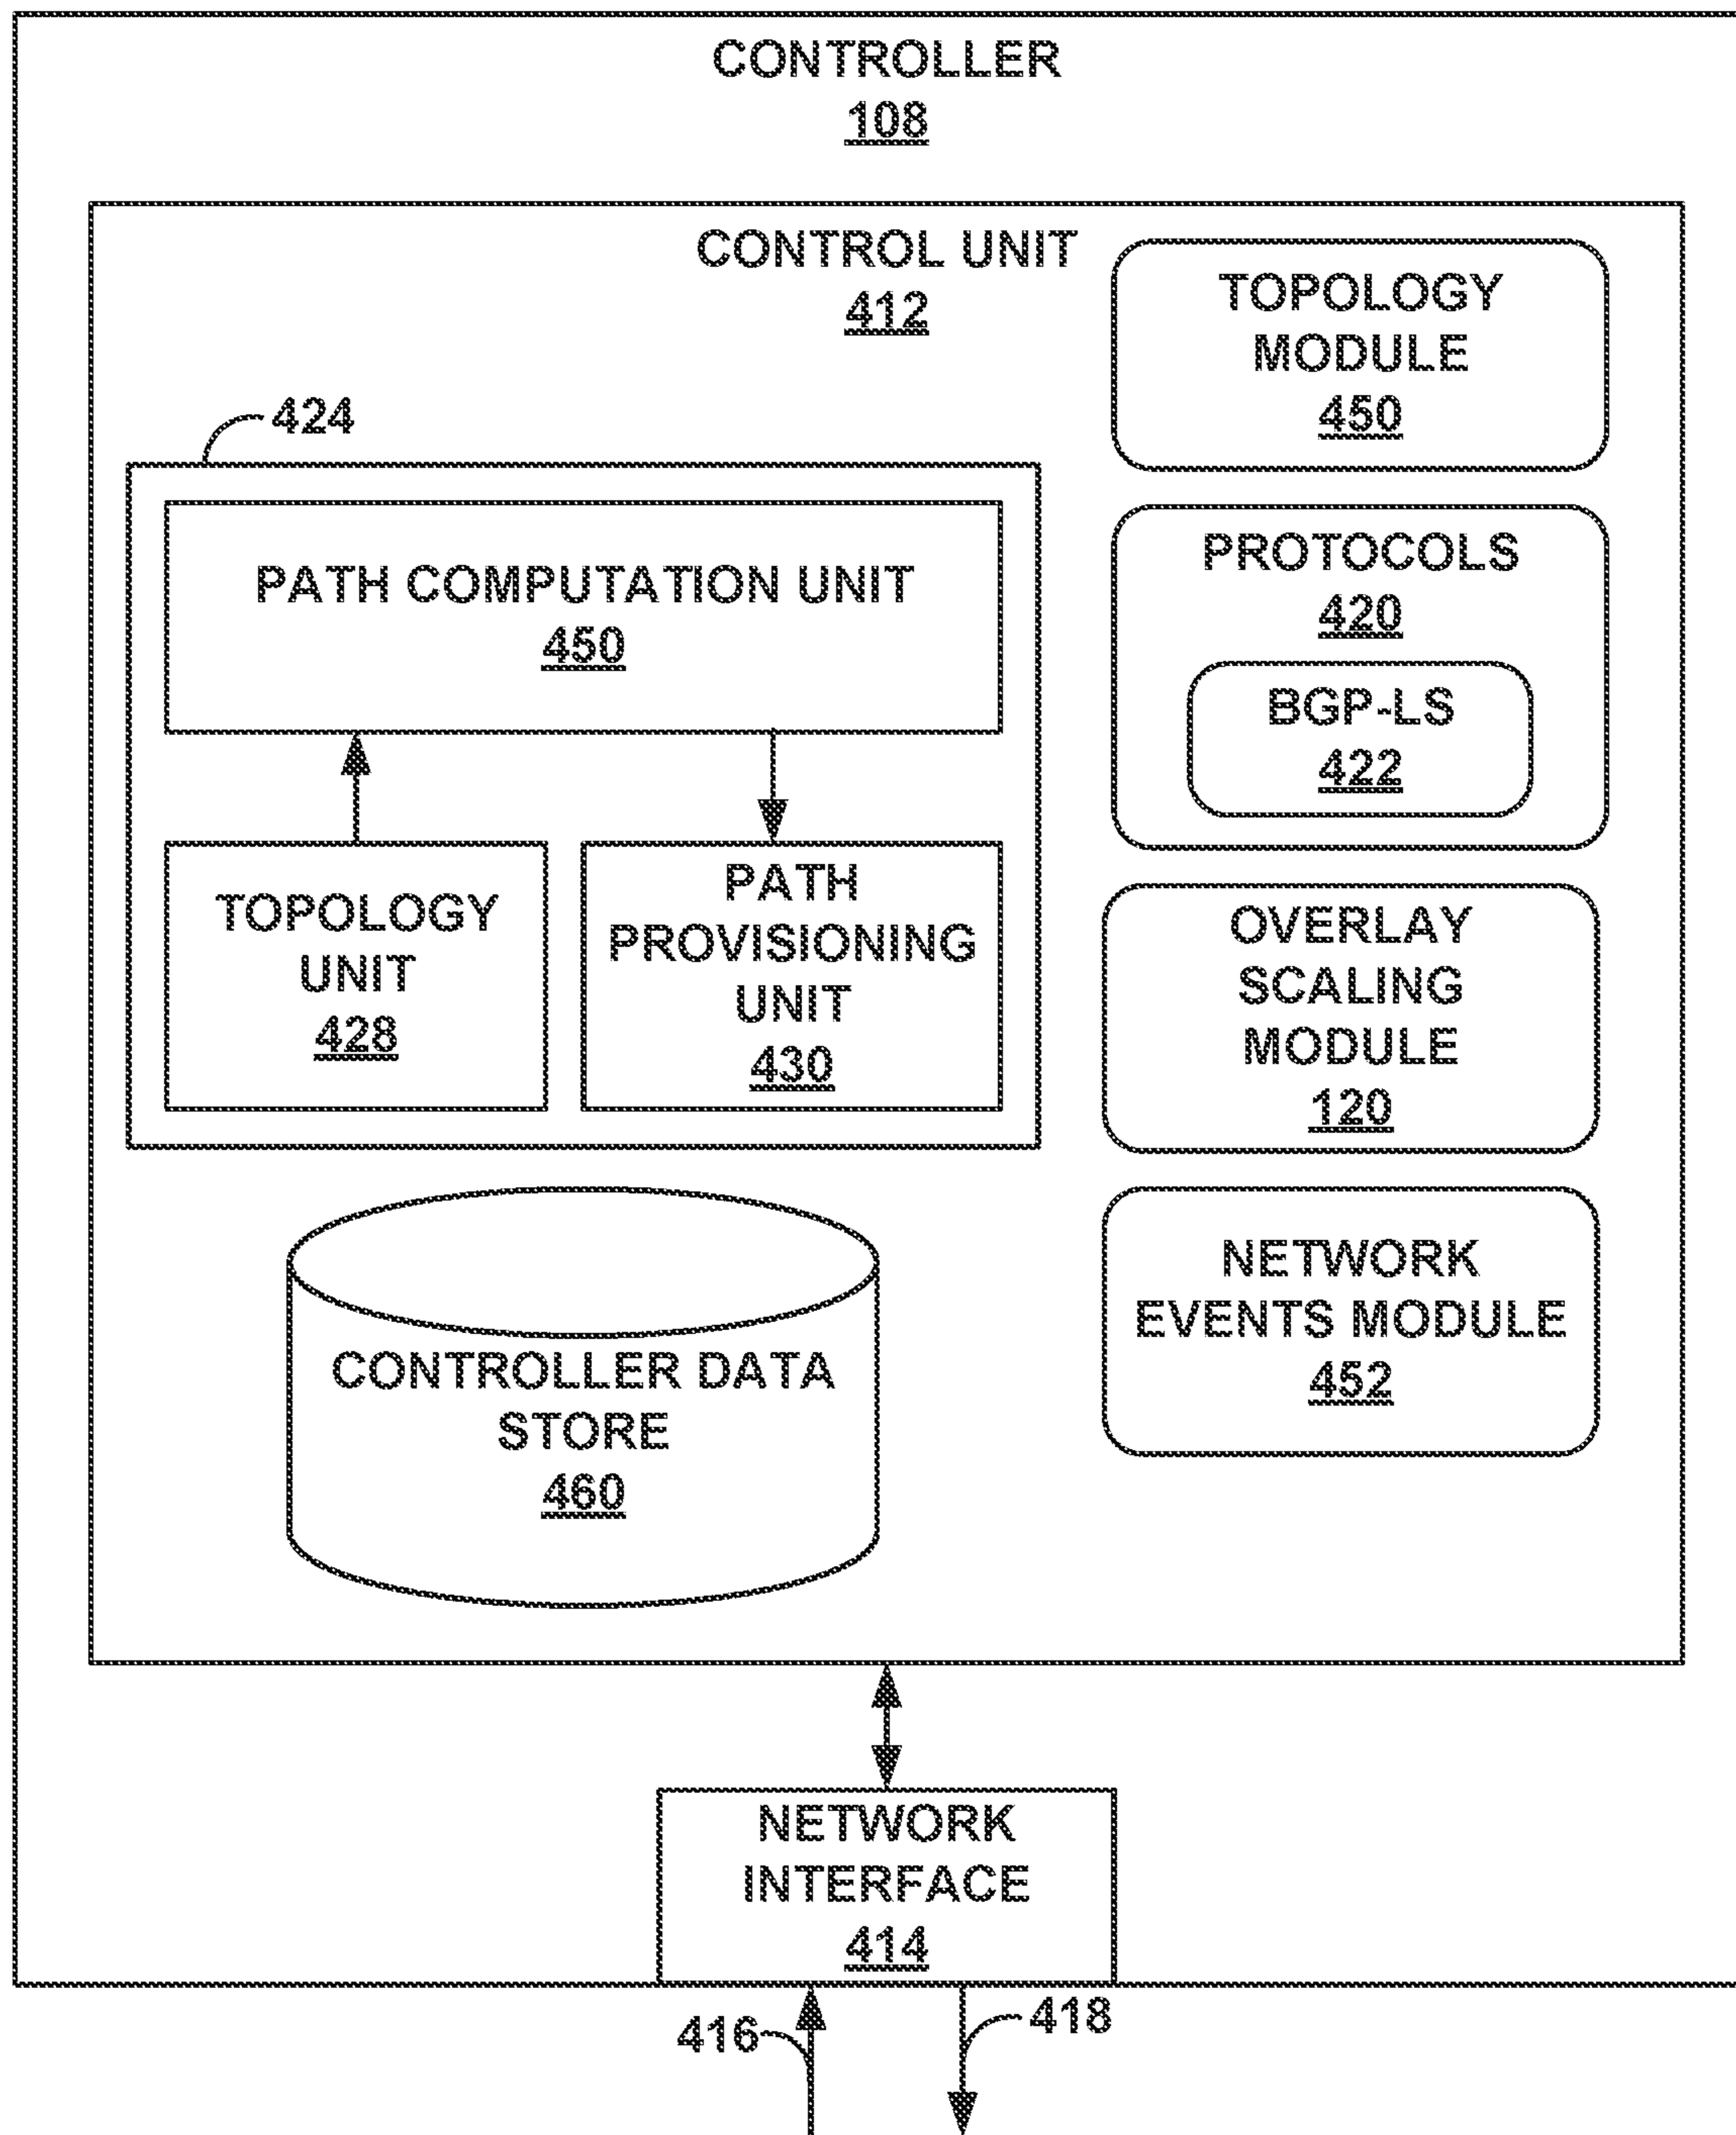 CONTROLLER
108
CONTROL UNIT
412
424
PATH COMPUTATION UNIT
450
TOPOLOGY
UNIT
428
PATH
PROVISIONING
UNIT
430
CONTROLLER DATA
STORE
460
TOPOLOGY
MODULE
450
PROTOCOLS
420
BGP-LS
422
OVERLAY
SCALING
MODULE
120
NETWORK
EVENTS MODULE
452
NETWORK
INTERFACE
414
416
418